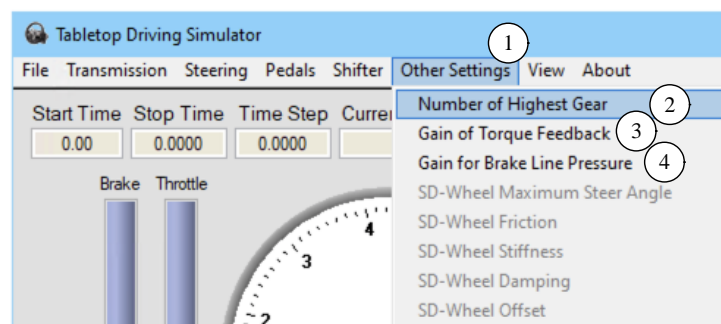 Tabletop Driving Simulator
1
File Transmission Steering Pedals Shifter Other Settings View About
Number of Highest Gear 2
Start Time Stop Time Time Step
Gain of Torque Feedback 3
0.00 0.0000 0.0000
Gain for Brake Line Pressure 4
Brake Throttle
SD-Wheel Maximum Steer Angle
4
SD-Wheel Friction
3
SD-Wheel Stiffness
SD-Wheel Damping
2
SD-Wheel Offset